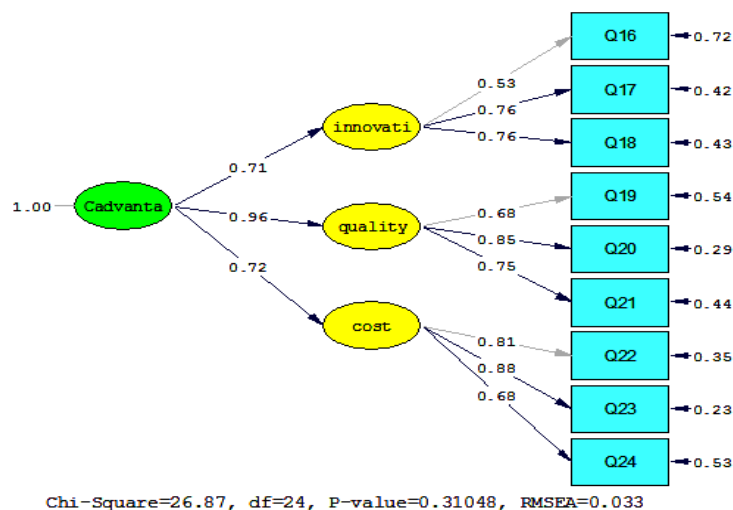 Q16
0.72
0.53
Q17
0.42
0.76
innovati
0.76
Q18
0.43
0.71
Q19
0.54
0.68
1.00
Cadvanta
0.96
quality
0.85
Q20
0.29
0.75
0.72
Q21
0.44
cost
0.81
Q22
0.35
0.88
0.68
Q23
0.23
Q24
0.53
Chi-Square=26.87, df=24, P-value=0.31048, RMSEA=0.033